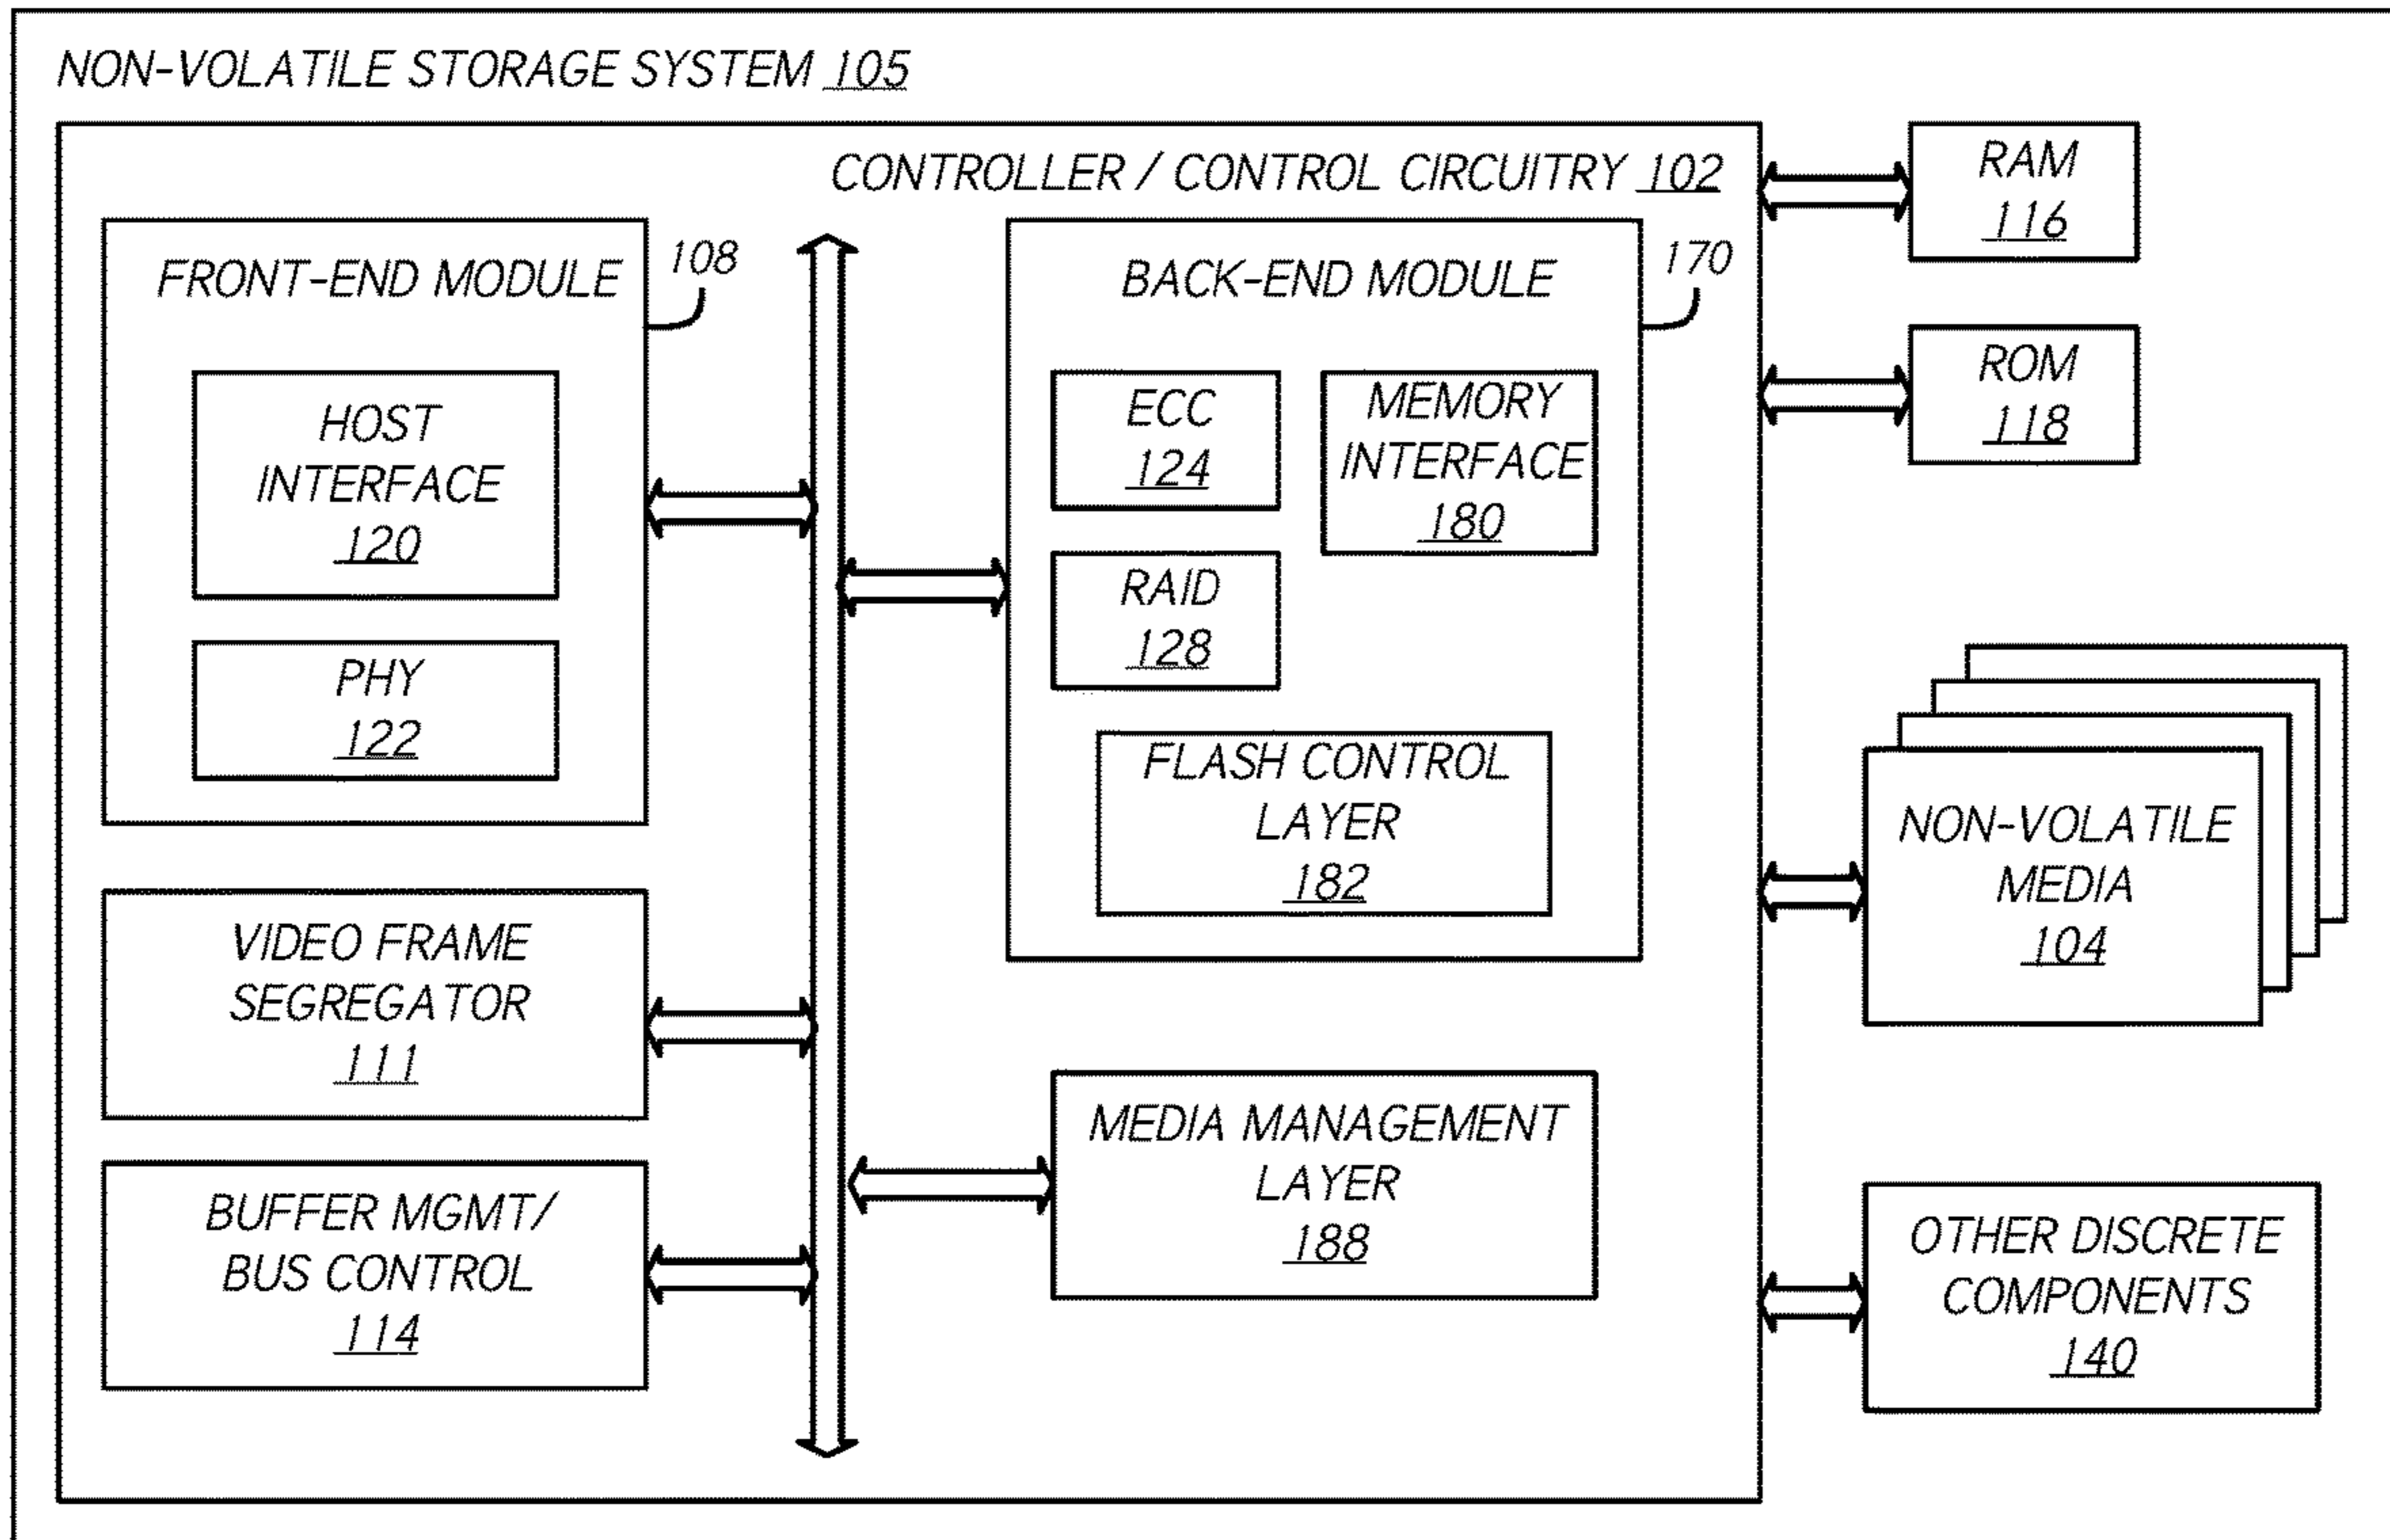 NON-VOLATILE STORAGE SYSTEM 105
CONTROLLER / CONTROL CIRCUITRY 102
FRONT-END MODULE
108
HOST
INTERFACE
120
PHY
122
VIDEO FRAME
SEGREGATOR
111
BUFFER MGMT/
BUS CONTROL
114
BACK-END MODULE
170
ECC
124
MEMORY
INTERFACE
180
RAID
128
FLASH CONTROL
LAYER
182
MEDIA MANAGEMENT
LAYER
188
RAM
116
ROM
118
NON-VOLATILE
MEDIA
104
OTHER DISCRETE
COMPONENTS
140